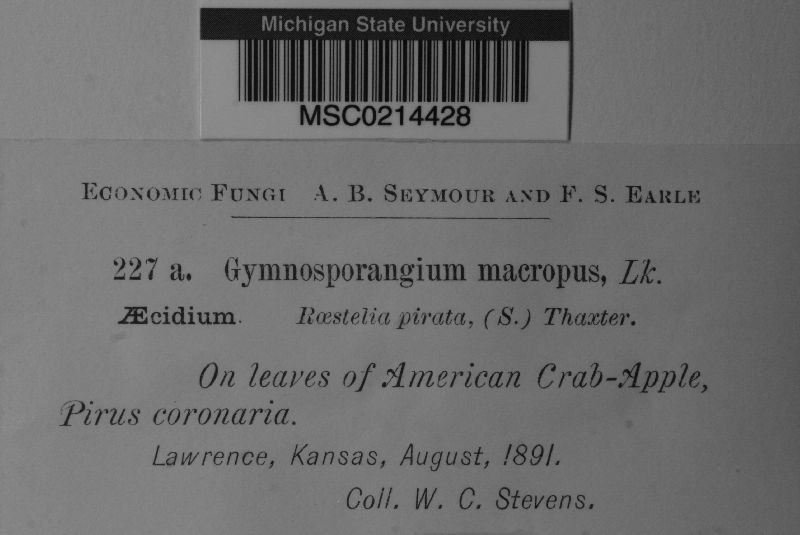 Michigan State University
MSC0214428
Economic Fungi A. B. Seymour and F. S. Earle
227 a. Gymnosporangium macropus, Lk.
Æcidium. Rœstelia pirata, (S.) Thaxter.
On leaves of American Crab-Apple,
Pirus coronaria.
Lawrence, Kansas, August, 1891.
Coll. W. C. Stevens.